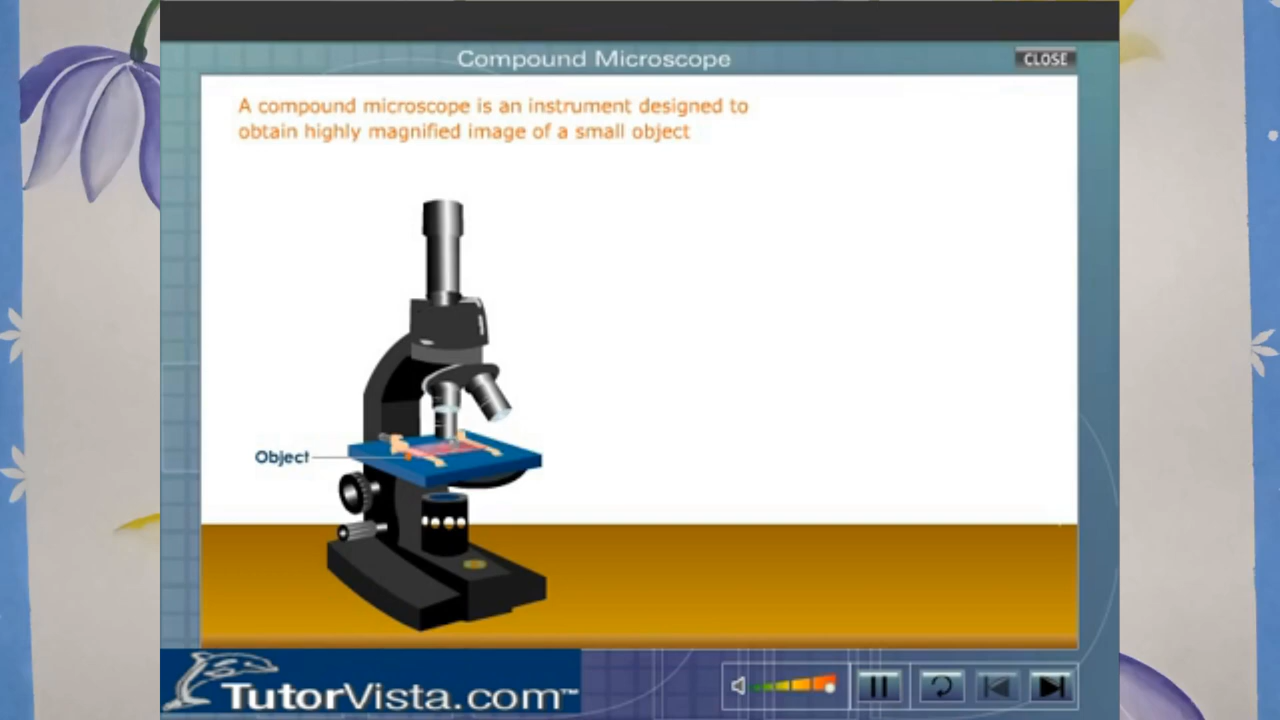 Compound Microscope
CLOSE
A compound microscope is an instrument designed to
obtain highly magnified image of a small object
Object
TutorVista.com™